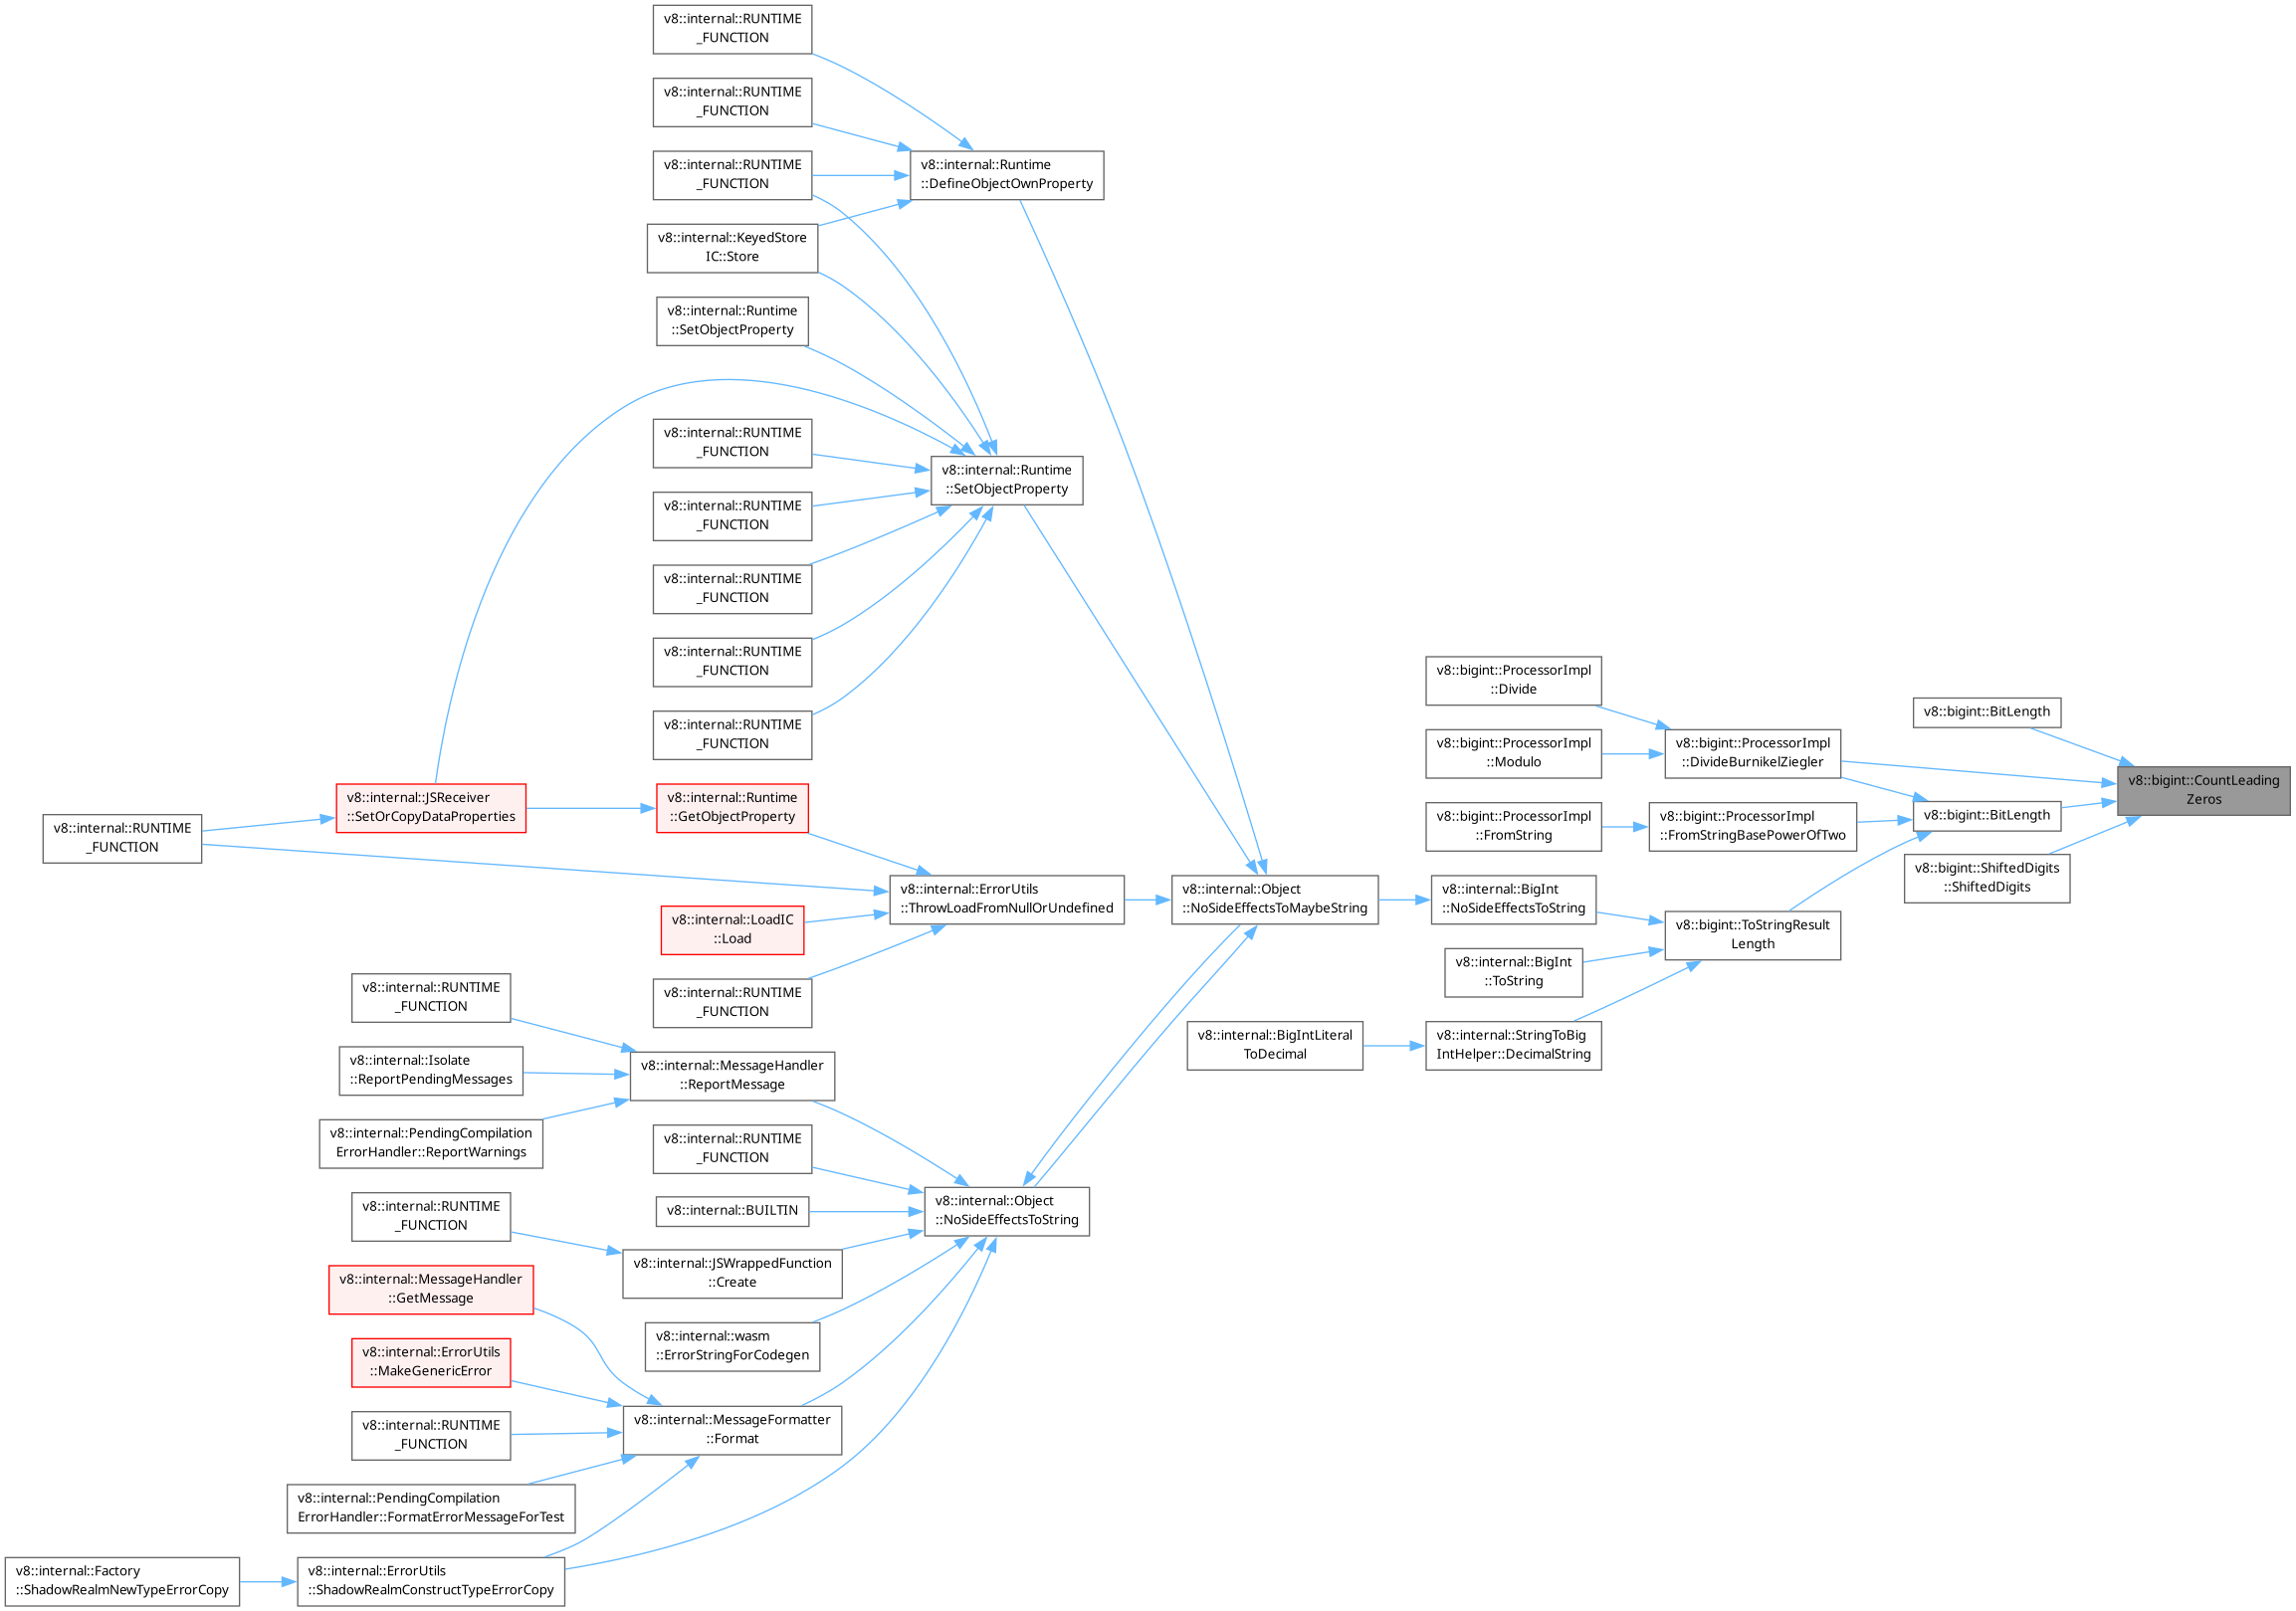 v8::internal::RUNTIME
_FUNCTION
v8::internal::RUNTIME
_FUNCTION
v8::internal::RUNTIME
_FUNCTION
v8::internal::Runtime
::DefineObjectOwnProperty
v8::internal::KeyedStore
IC::Store
v8::internal::Runtime
::SetObjectProperty
v8::internal::RUNTIME
_FUNCTION
v8::internal::Runtime
::SetObjectProperty
v8::internal::RUNTIME
_FUNCTION
v8::internal::RUNTIME
_FUNCTION
v8::internal::RUNTIME
_FUNCTION
v8::internal::RUNTIME
_FUNCTION
v8::bigint::ProcessorImpl
::Divide
v8::bigint::BitLength
v8::bigint::ProcessorImpl
::Modulo
v8::bigint::ProcessorImpl
::DivideBurnikelZiegler
v8::bigint::CountLeading
Zeros
v8::internal::JSReceiver
::SetOrCopyDataProperties
v8::internal::Runtime
::GetObjectProperty
v8::internal::RUNTIME
_FUNCTION
v8::bigint::ProcessorImpl
::FromString
v8::bigint::ProcessorImpl
::FromStringBasePowerOfTwo
v8::bigint::BitLength
v8::bigint::ShiftedDigits
::ShiftedDigits
v8::internal::ErrorUtils
::ThrowLoadFromNullOrUndefined
v8::internal::Object
::NoSideEffectsToMaybeString
v8::internal::BigInt
::NoSideEffectsToString
v8::internal::LoadIC
::Load
v8::bigint::ToStringResult
Length
v8::internal::BigInt
::ToString
v8::internal::RUNTIME
_FUNCTION
v8::internal::RUNTIME
_FUNCTION
v8::internal::BigIntLiteral
ToDecimal
v8::internal::StringToBig
IntHelper::DecimalString
v8::internal::Isolate
::ReportPendingMessages
v8::internal::MessageHandler
::ReportMessage
v8::internal::PendingCompilation
ErrorHandler::ReportWarnings
v8::internal::RUNTIME
_FUNCTION
v8::internal::BUILTIN
v8::internal::Object
::NoSideEffectsToString
v8::internal::RUNTIME
_FUNCTION
v8::internal::JSWrappedFunction
::Create
v8::internal::MessageHandler
::GetMessage
v8::internal::wasm
::ErrorStringForCodegen
v8::internal::ErrorUtils
::MakeGenericError
v8::internal::RUNTIME
_FUNCTION
v8::internal::MessageFormatter
::Format
v8::internal::PendingCompilation
ErrorHandler::FormatErrorMessageForTest
v8::internal::Factory
::ShadowRealmNewTypeErrorCopy
v8::internal::ErrorUtils
::ShadowRealmConstructTypeErrorCopy